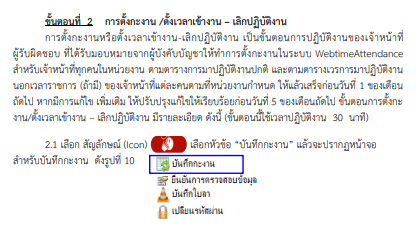 ขั้นตอนที่ 2 การตั้งกะงาน /ตั้งเวลาเข้างาน – เลิกปฏิบัติงาน
การตั้งกะงานหรือตั้งเวลาเข้างาน-เลิกปฏิบัติงาน เป็นขั้นตอนการปฏิบัติงานของเจ้าหน้าที่
ผู้รับผิดชอบ ที่ได้รับมอบหมายจากผู้บังคับบัญชาให้ทำการตั้งกะงานในระบบ WebtimeAttendance
สำหรับเจ้าหน้าที่ทุกคนในหน่วยงาน ตามตารางการมาปฏิบัติงานปกติ และตามตารางเวรการมาปฏิบัติงาน
นอกเวลาราชการ (ถ้ามี) ของเจ้าหน้าที่แต่ละคนตามที่หน่วยงานกำหนด ให้แล้วเสร็จก่อนวันที่ 1 ของเดือน
ถัดไป หากมีการแก้ไข เพิ่มเติม ให้ปรับปรุงแก้ไขให้เรียบร้อยก่อนวันที่ 5 ของเดือนถัดไป ขั้นตอนการตั้งกะ
งาน/ตั้งเวลาเข้างาน – เลิกปฏิบัติงาน มีรายละเอียด ดังนี้ (ขั้นตอนนี้ใช้เวลาปฏิบัติงาน 30 นาที)
2.1 เลือก สัญลักษณ์ (Icon) เลือกหัวข้อ “บันทึกกะงาน” แล้วจะปรากฏหน้าจอ
สำหรับบันทึกกะงาน ดังรูปที่ 10
บันทึกกะงาน
ยืนยันการตรวจสอบข้อมูล
บันทึกใบลา
เปลี่ยนรหัสผ่าน